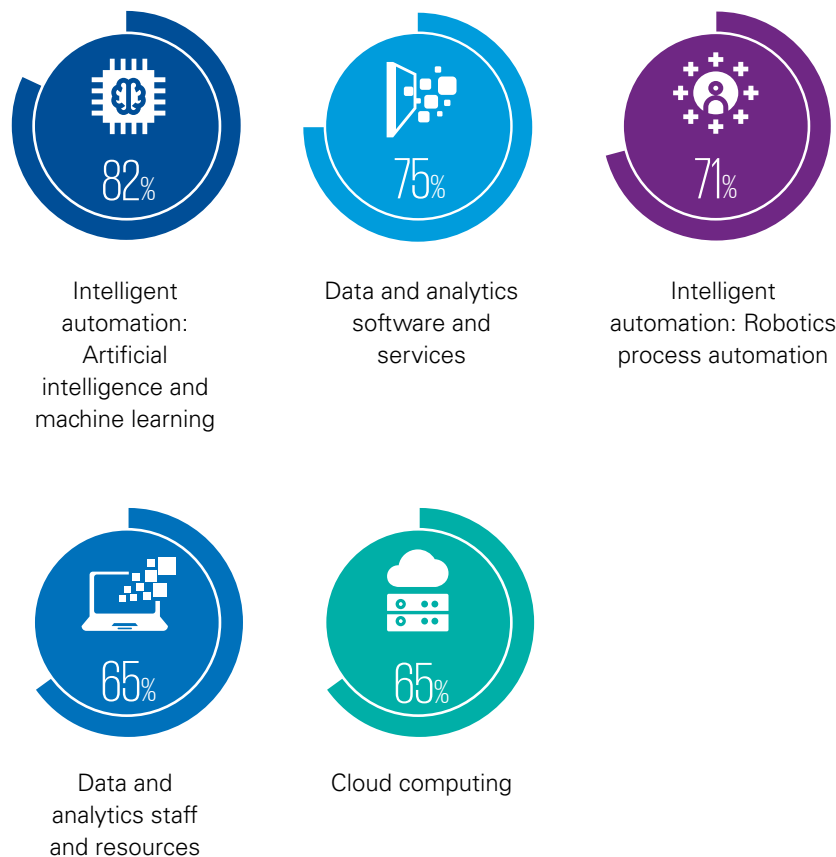 82%
75%
71%
Intelligent
automation:
Artificial
intelligence and
machine learning
Data and analytics
software and
services
Intelligent
automation: Robotics
process automation
65%
65%
Data and
analytics staff
and resources
Cloud computing